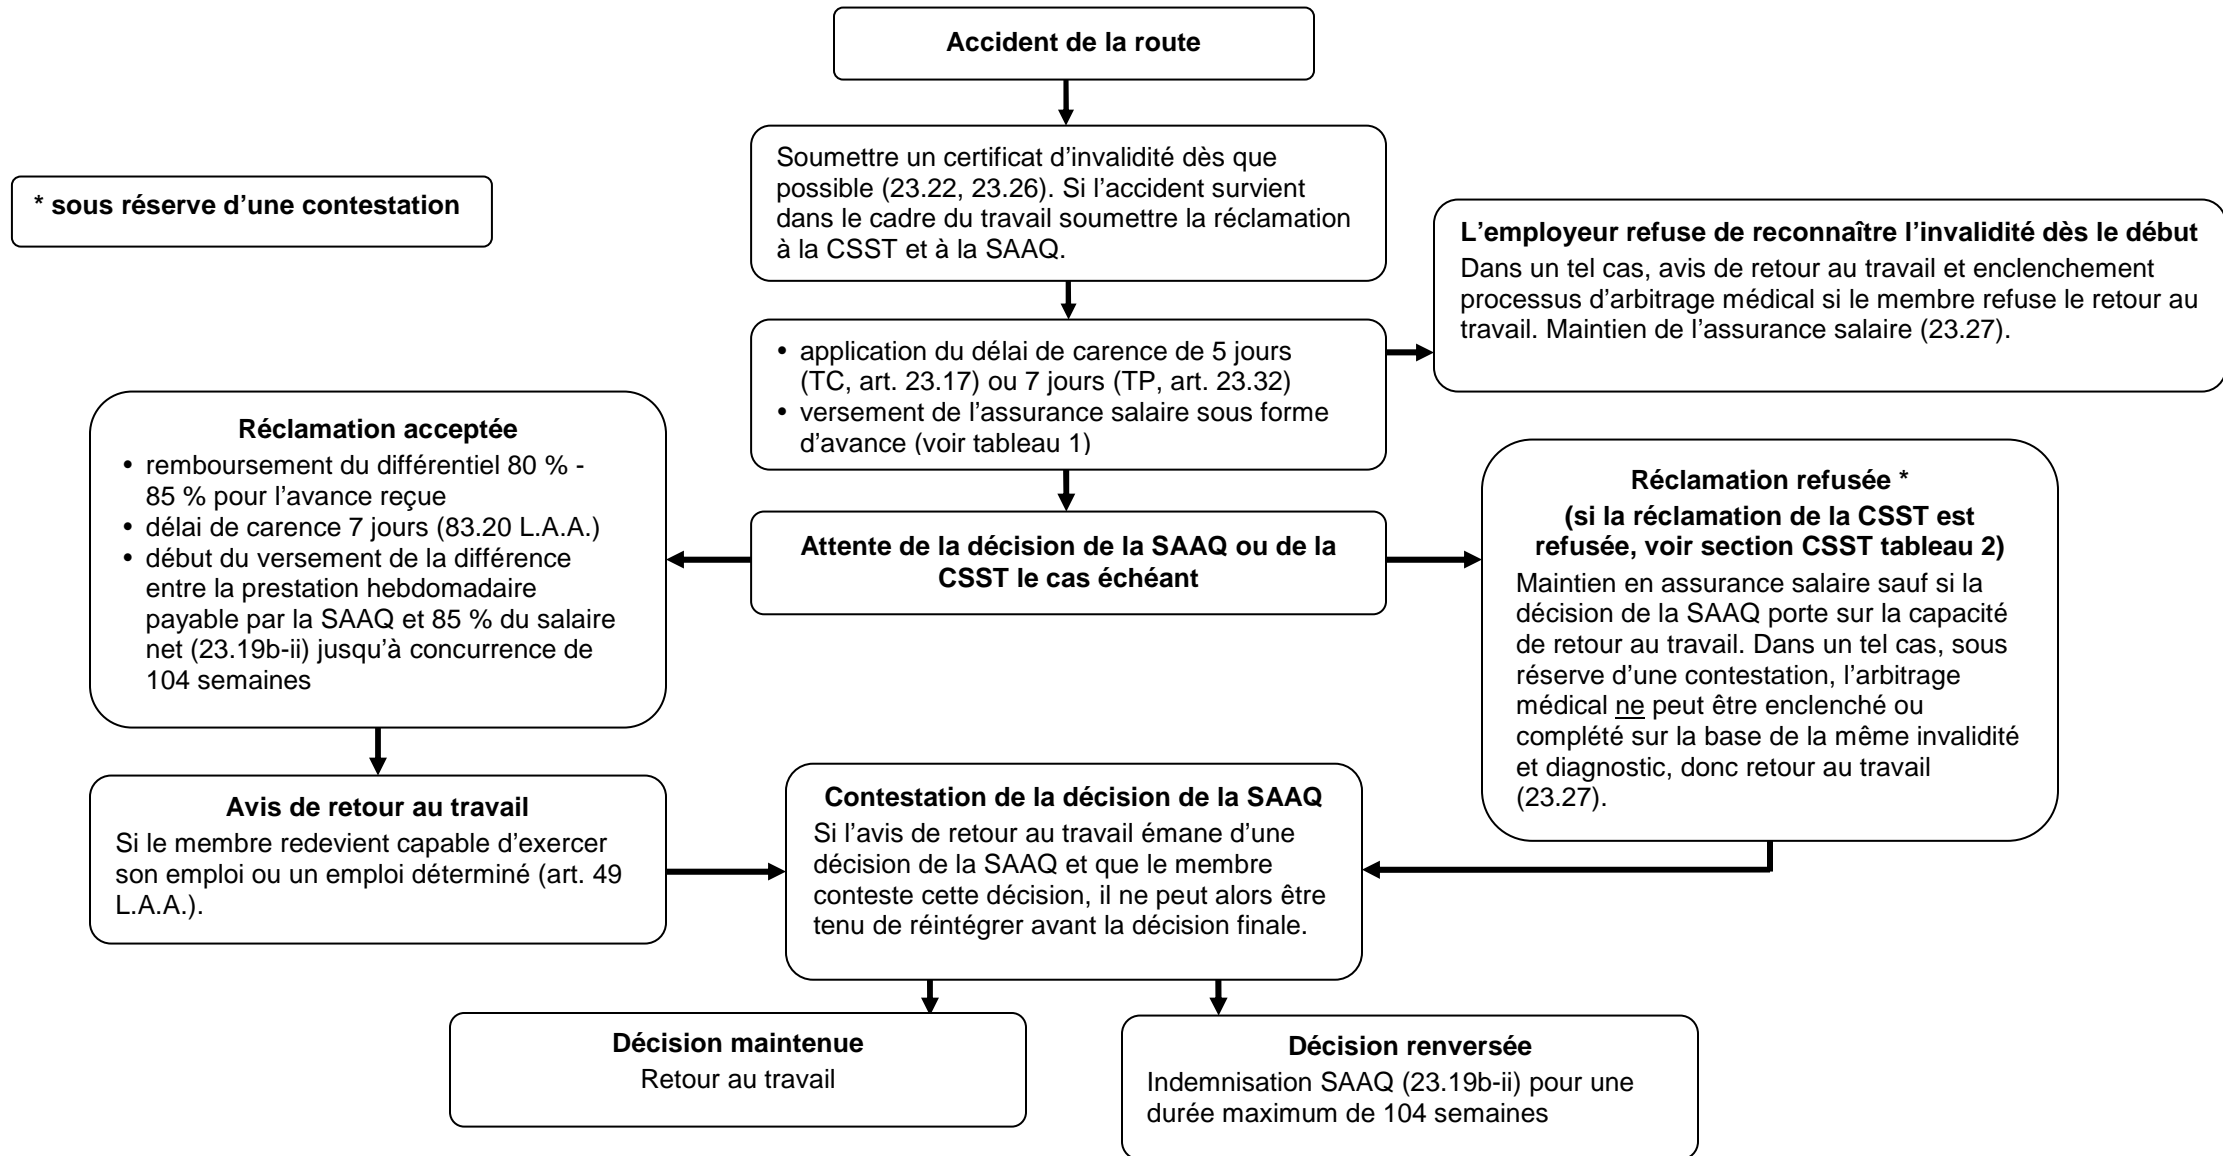 Accident de la route
Soumettre un certificat d’invalidité dès que
possible (23.22, 23.26). Si l’accident survient
dans le cadre du travail soumettre la réclamation
à la CSST et à la SAAQ.
* sous réserve d’une contestation
L’employeur refuse de reconnaître l’invalidité dès le début
Dans un tel cas, avis de retour au travail et enclenchement
processus d’arbitrage médical si le membre refuse le retour au
travail. Maintien de l’assurance salaire (23.27).
• application du délai de carence de 5 jours
(TC, art. 23.17) ou 7 jours (TP, art. 23.32)
• versement de l’assurance salaire sous forme
d’avance (voir tableau 1)
Réclamation acceptée
• remboursement du différentiel 80 % -
85 % pour l’avance reçue
• délai de carence 7 jours (83.20 L.A.A.)
• début du versement de la différence
entre la prestation hebdomadaire
payable par la SAAQ et 85 % du salaire
net (23.19b-ii) jusqu’à concurrence de
104 semaines
Attente de la décision de la SAAQ ou de la
CSST le cas échéant
Réclamation refusée *
(si la réclamation de la CSST est
refusée, voir section CSST tableau 2)
Maintien en assurance salaire sauf si la
décision de la SAAQ porte sur la capacité
de retour au travail. Dans un tel cas, sous
réserve d’une contestation, l’arbitrage
médical ne peut être enclenché ou
complété sur la base de la même invalidité
et diagnostic, donc retour au travail
(23.27).
Avis de retour au travail
Si le membre redevient capable d’exercer
son emploi ou un emploi déterminé (art. 49
L.A.A.).
Contestation de la décision de la SAAQ
Si l’avis de retour au travail émane d’une
décision de la SAAQ et que le membre
conteste cette décision, il ne peut alors être
tenu de réintégrer avant la décision finale.
Décision maintenue
Retour au travail
Décision renversée
Indemnisation SAAQ (23.19b-ii) pour une
durée maximum de 104 semaines